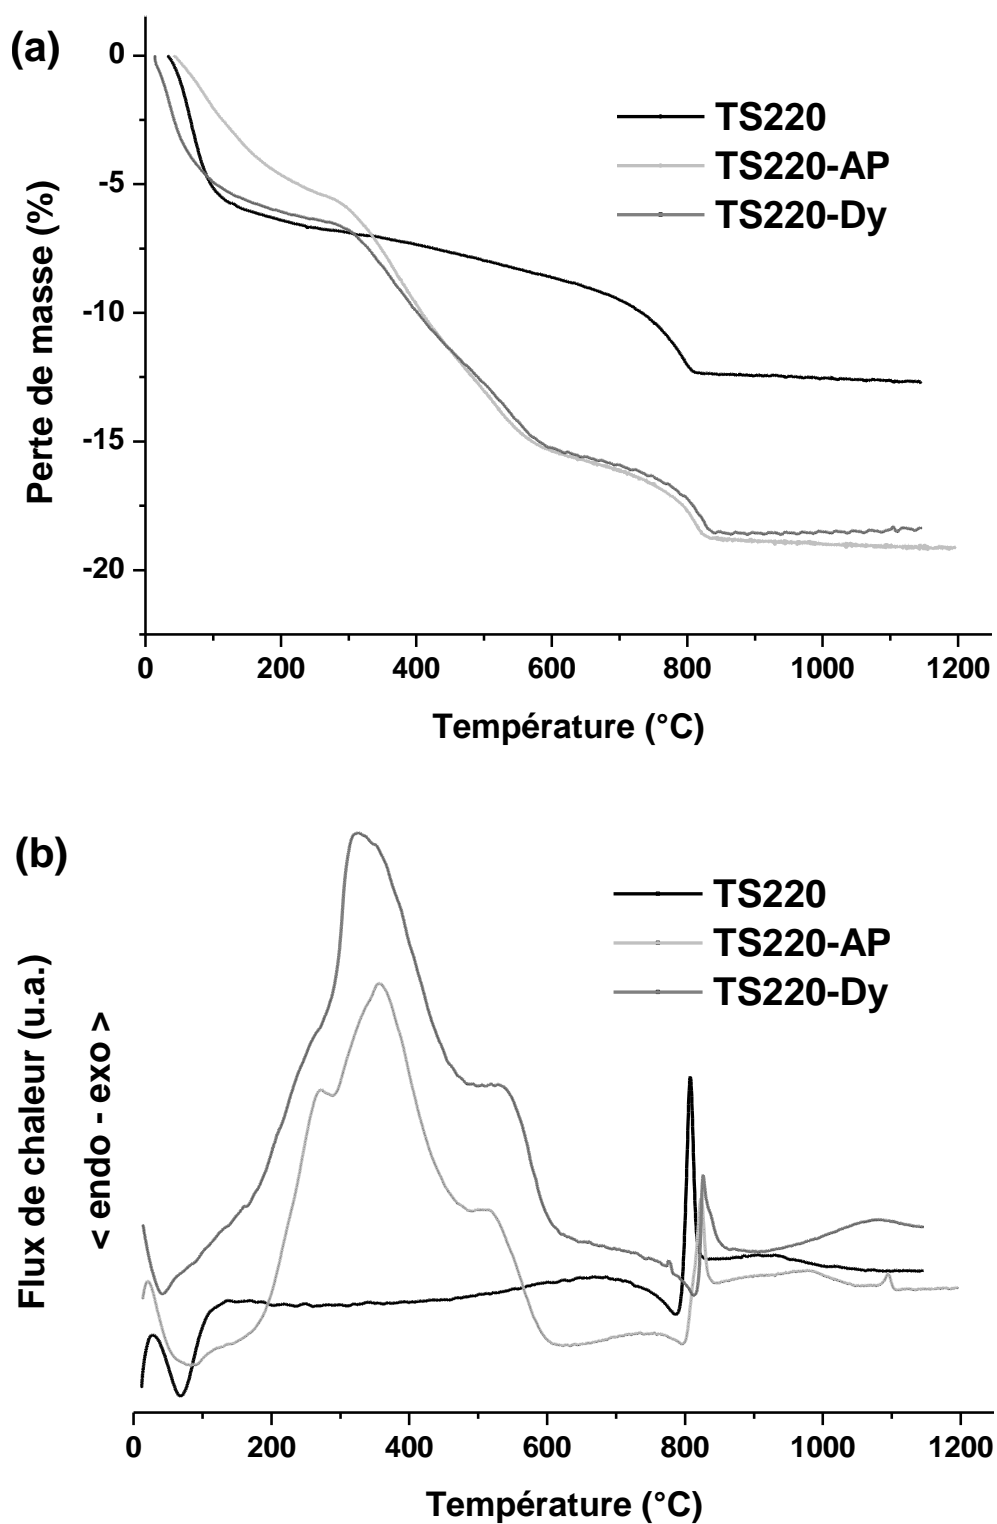 (a)
0
-5
-10
-15
-20
Perte de masse (%)
TS220
TS220-AP
TS220-Dy
0 200 400 600 800 1000 1200
Température (°C)
(b)
Flux de chaleur (u.a.)
< endo - exo >
TS220
TS220-AP
TS220-Dy
0 200 400 600 800 1000 1200
Température (°C)